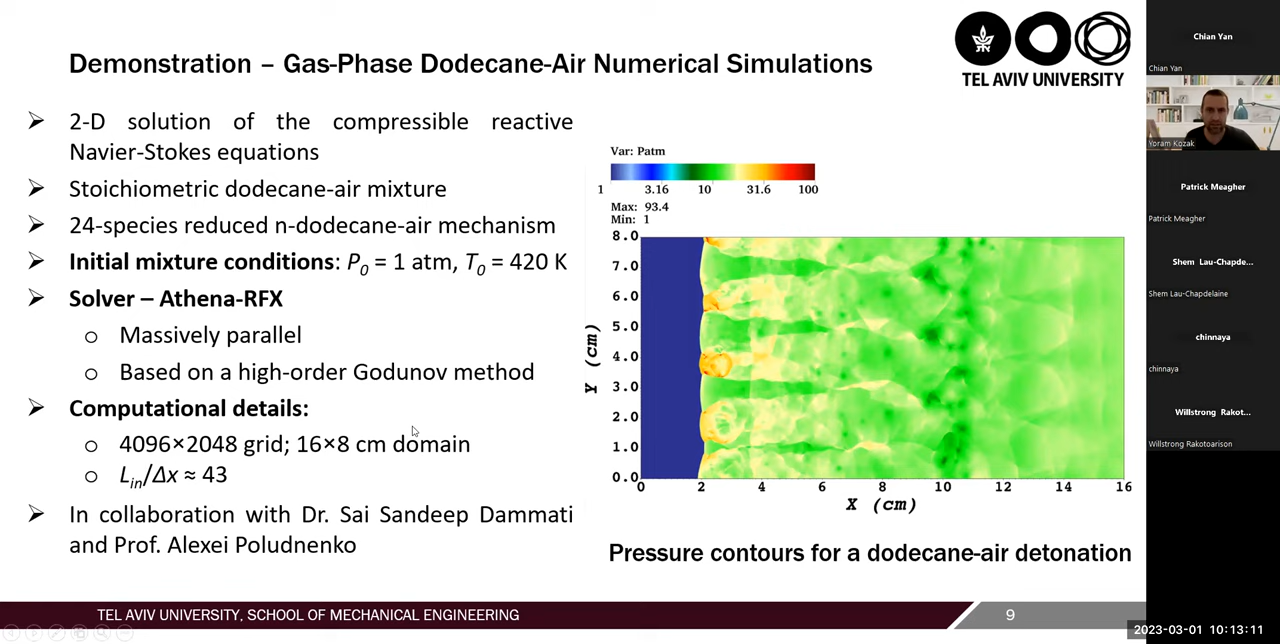 Demonstration – Gas-Phase Dodecane-Air Numerical Simulations
TEL AVIV UNIVERSITY
➢ 2-D solution of the compressible reactive
Navier-Stokes equations
➢ Stoichiometric dodecane-air mixture
➢ 24-species reduced n-dodecane-air mechanism
➢ Initial mixture conditions: P0 = 1 atm, T0 = 420 K
➢ Solver – Athena-RFX
o Massively parallel
o Based on a high-order Godunov method
➢ Computational details:
o 4096×2048 grid; 16×8 cm domain
o Lin/Δx ≈ 43
➢ In collaboration with Dr. Sai Sandeep Dammati
and Prof. Alexei Poludnenko
Var: Patm
1 3.16 10 31.6 100
Max: 93.4
Min: 1
8.0
7.0
6.0
5.0
4.0
3.0
2.0
1.0
0.0
Y (cm)
0 2 4 6 8 10 12 14 16
X (cm)
Pressure contours for a dodecane-air detonation
TEL AVIV UNIVERSITY, SCHOOL OF MECHANICAL ENGINEERING
9
Chian Yan
Chian Yan
Yoram Kozak
Patrick Meagher
Patrick Meagher
Shem Lau-Chapde...
Shem Lau-Chapdelaine
chinnaya
chinnaya
Willstrong Rakot...
Willstrong Rakotoarison
2023-03-01 10:13:11